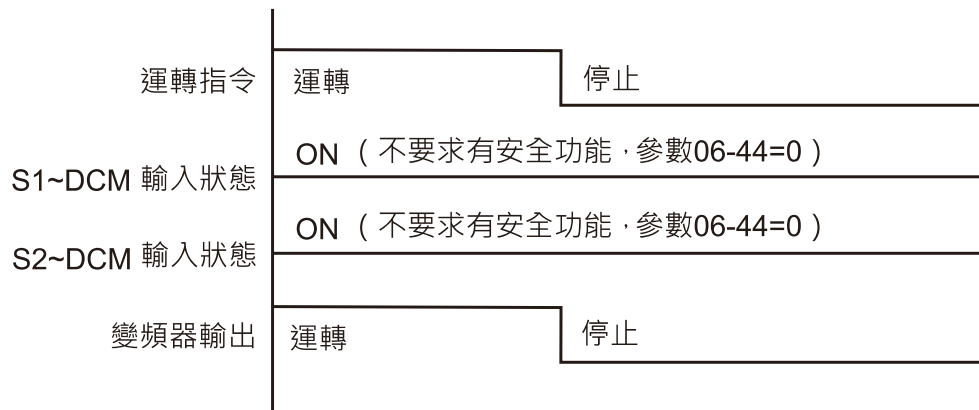 運轉指令 運轉 停止
S1~DCM 輸入狀態 ON （不要求有安全功能，參數06-44=0）
S2~DCM 輸入狀態 ON （不要求有安全功能，參數06-44=0）
變頻器輸出 運轉 停止